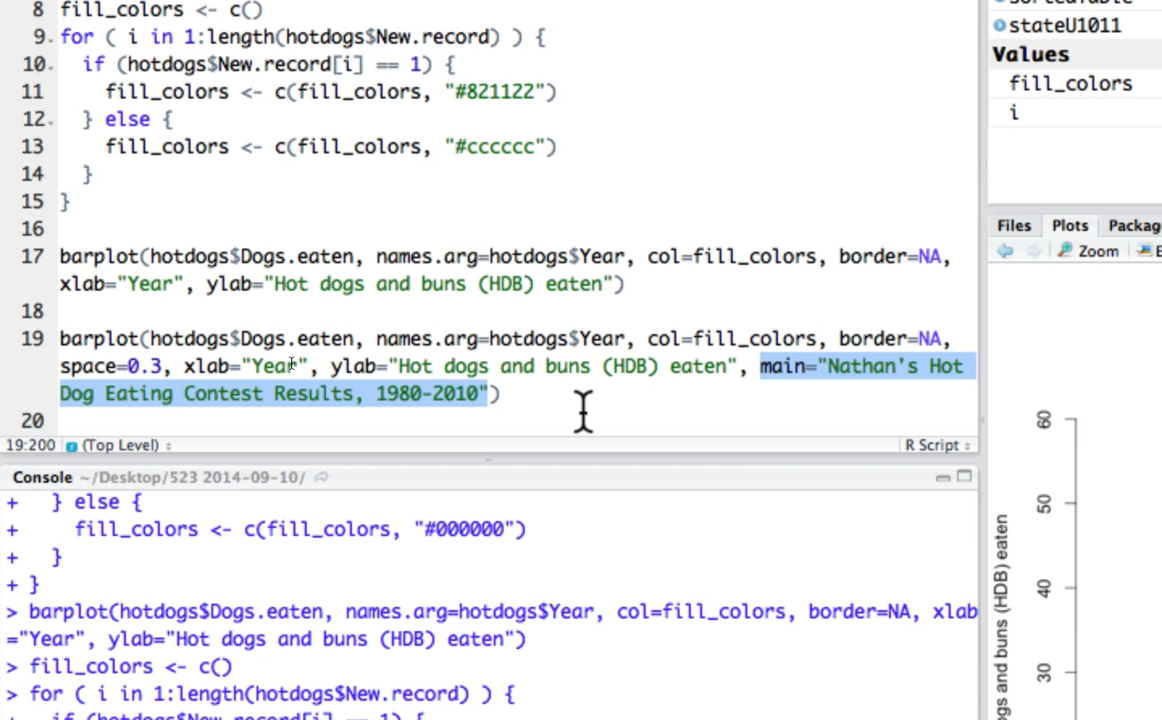 8 fill_colors <- c()
9 for ( i in 1:length(hotdogs$New.record) ) {
10 if (hotdogs$New.record[i] == 1) {
11 fill_colors <- c(fill_colors, "#821122")
12 } else {
13 fill_colors <- c(fill_colors, "#cccccc")
14 }
15 }
16
17 barplot(hotdogs$Dogs.eaten, names.arg=hotdogs$Year, col=fill_colors, border=NA,
xlab="Year", ylab="Hot dogs and buns (HDB) eaten")
18
19 barplot(hotdogs$Dogs.eaten, names.arg=hotdogs$Year, col=fill_colors, border=NA,
space=0.3, xlab="Year", ylab="Hot dogs and buns (HDB) eaten", main="Nathan's Hot
Dog Eating Contest Results, 1980-2010")
20
19:200 (Top Level) R Script
Console ~/Desktop/523 2014-09-10/
+ } else {
+ fill_colors <- c(fill_colors, "#000000")
+ }
+ }
> barplot(hotdogs$Dogs.eaten, names.arg=hotdogs$Year, col=fill_colors, border=NA, xlab
="Year", ylab="Hot dogs and buns (HDB) eaten")
> fill_colors <- c()
> for ( i in 1:length(hotdogs$New.record) ) {
+ if (hotdogs$New.record[i] == 1) {
stateU1011
Values
fill_colors
i
Files Plots Packag
Zoom E
60
50
40
30
ogs and buns (HDB) eaten